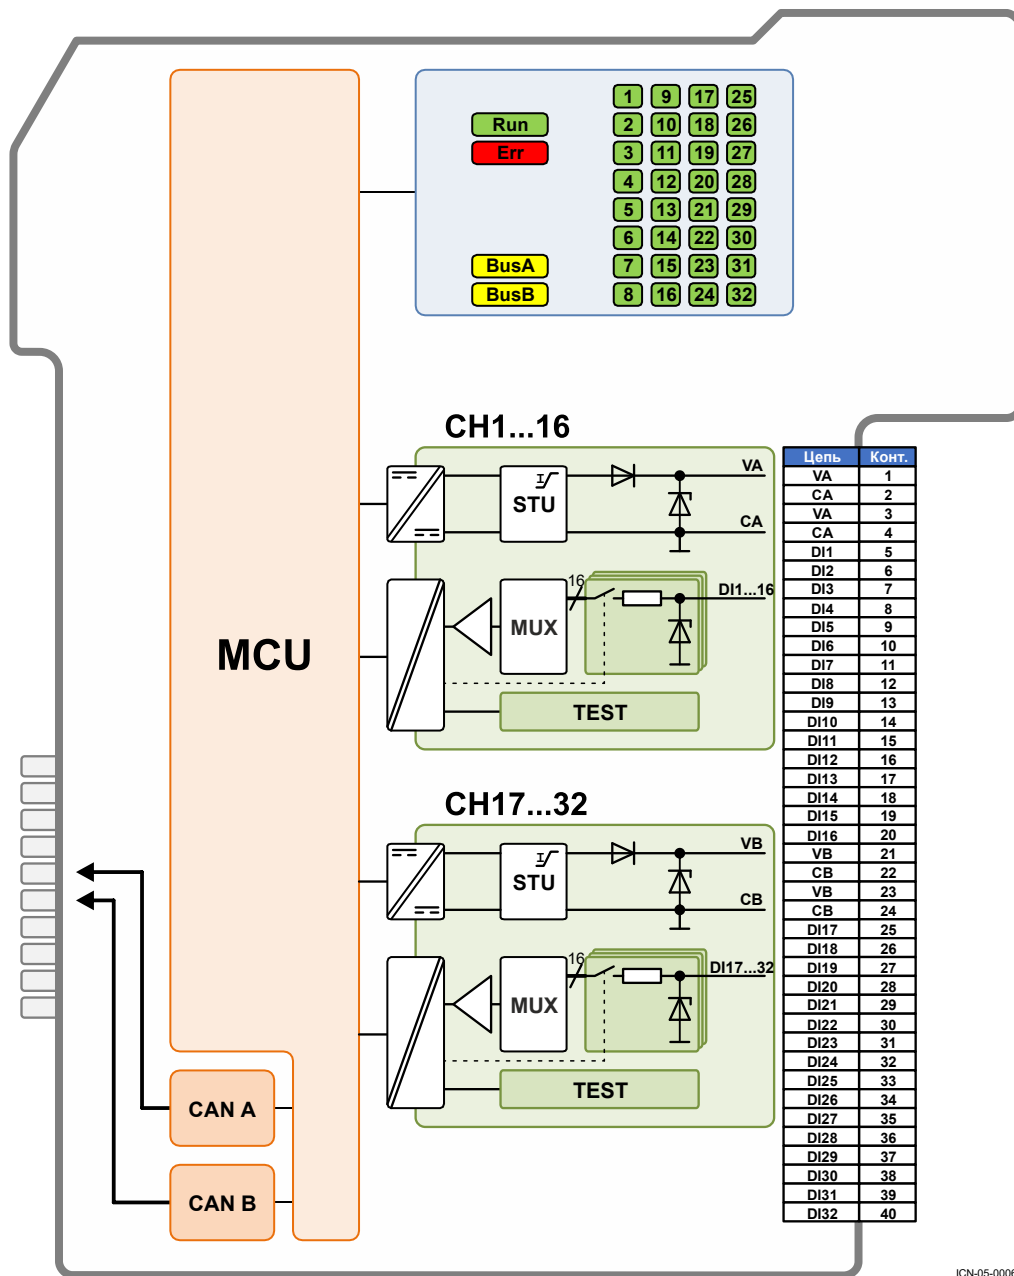 1 9 17 25
Run 2 10 18 26
Err 3 11 19 27
4 12 20 28
5 13 21 29
6 14 22 30
BusA 7 15 23 31
BusB 8 16 24 32
MCU
CH1...16
VA
STU
CA
16
DI1...16
MUX
TEST
CH17...32
VB
STU
CB
16
DI17...32
MUX
TEST
CAN A
CAN B
Цепь Конт.
VA 1
CA 2
VA 3
CA 4
DI1 5
DI2 6
DI3 7
DI4 8
DI5 9
DI6 10
DI7 11
DI8 12
DI9 13
DI10 14
DI11 15
DI12 16
DI13 17
DI14 18
DI15 19
DI16 20
VB 21
CB 22
VB 23
CB 24
DI17 25
DI18 26
DI19 27
DI20 28
DI21 29
DI22 30
DI23 31
DI24 32
DI25 33
DI26 34
DI27 35
DI28 36
DI29 37
DI30 38
DI31 39
DI32 40
ICN-05-0006